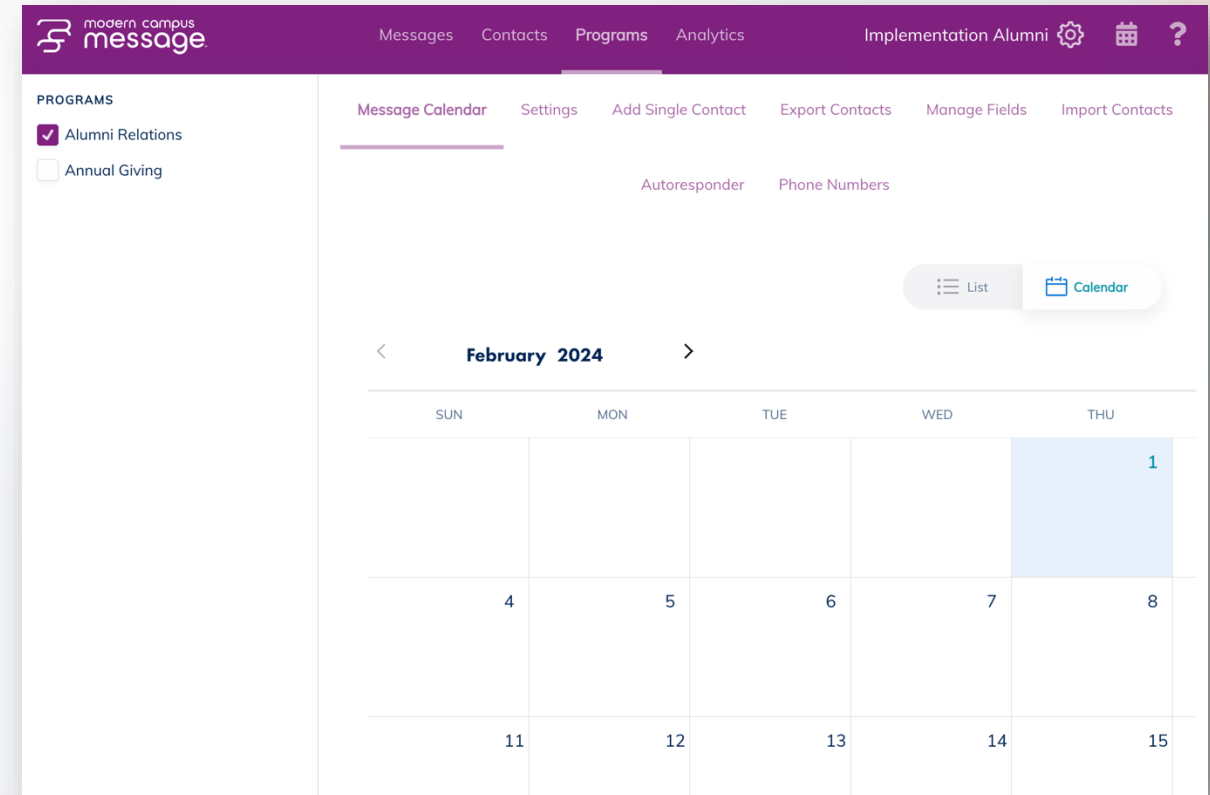 modern campus
message
Messages Contacts Programs Analytics Implementation Alumni ?
PROGRAMS
Alumni Relations
Annual Giving
Message Calendar Settings Add Single Contact Export Contacts Manage Fields Import Contacts
Autoresponder Phone Numbers
List Calendar
February 2024
SUN MON TUE WED THU
1
4 5 6 7 8
11 12 13 14 15